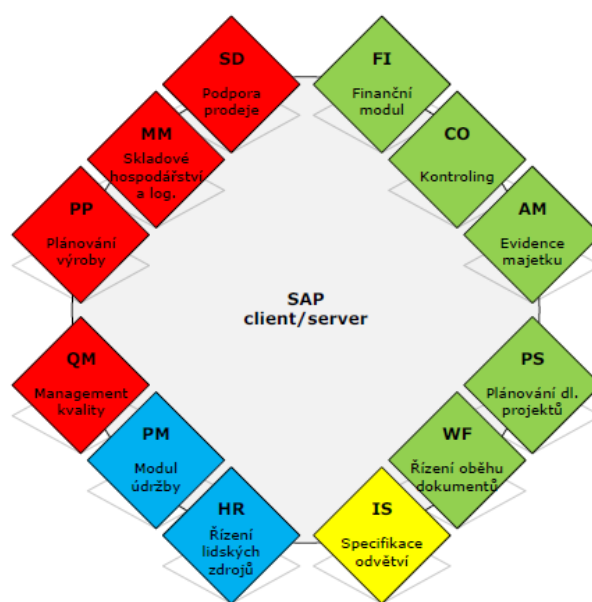 SD
Podpora
prodeje
FI
Finanční
modul
MM
Skladové
hospodářství
a log.
CO
Kontroling
PP
Plánování
výroby
AM
Evidence
majetku
SAP
client/server
QM
Management
kvality
PS
Plánování dl.
projektů
PM
Modul
údržby
WF
Řízení oběhu
dokumentů
HR
Řízení
lidských
zdrojů
IS
Specifikace
odvětví